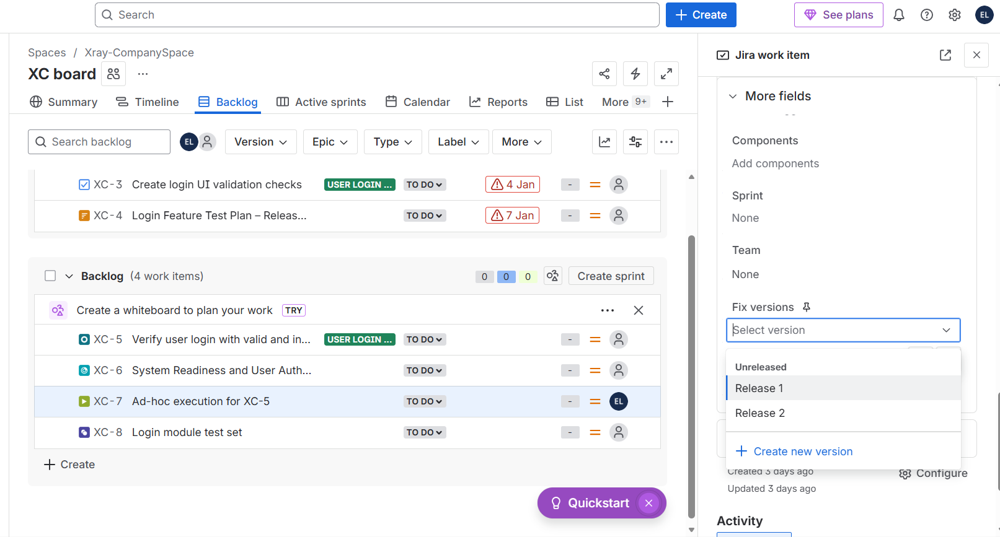 Search
Create
See plans
EL
Spaces / Xray-CompanySpace
XC board
Summary
Timeline
Backlog
Active sprints
Calendar
Reports
List
More 9+
Search backlog
EL
Version
Epic
Type
Label
More
XC-3 Create login UI validation checks USER LOGIN ... TO DO 4 Jan -
XC-4 Login Feature Test Plan – Releas... TO DO 7 Jan -
Backlog (4 work items) 0 0 0 Create sprint
Create a whiteboard to plan your work TRY
XC-5 Verify user login with valid and in... USER LOGIN ... TO DO -
XC-6 System Readiness and User Auth... TO DO -
XC-7 Ad-hoc execution for XC-5 TO DO - EL
XC-8 Login module test set TO DO -
Create
Quickstart
Jira work item
More fields
Components
Add components
Sprint
None
Team
None
Fix versions
Select version
Unreleased
Release 1
Release 2
Create new version
Created 3 days ago
Configure
Updated 3 days ago
Activity